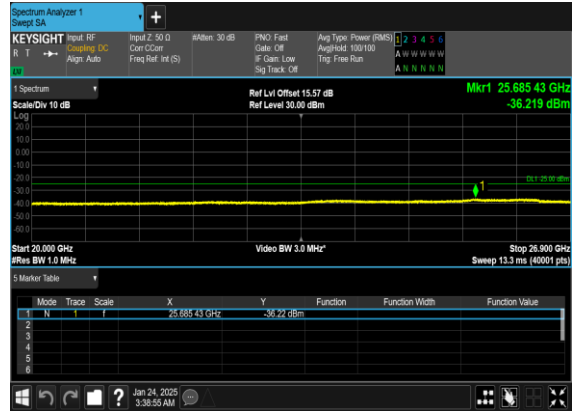 Spectrum Analyzer 1
Swept SA
+
KEYSIGHT Input: RF Input Z: 50 Ω #Atten: 30 dB PNO: Fast Avg Type: Power (RMS) 1 2 3 4 5 6
R T Coupling: DC Corr CCorr Gate: Off Avg|Hold: 100/100 A W W W W W
Align: Auto Freq Ref: Int (S) IF Gain: Low Trig: Free Run
Sig Track: Off A N N N N N
1 Spectrum Ref Lvl Offset 15.57 dB Mkr1 25.685 43 GHz
Scale/Div 10 dB Ref Level 30.00 dBm -36.219 dBm
Log
20.0
10.0
0.00
-10.0
-20.0
DL1 -25.00 dBm
-30.0
1
-40.0
-50.0
-60.0
Start 20.000 GHz Video BW 3.0 MHz* Stop 26.900 GHz
#Res BW 1.0 MHz Sweep 13.3 ms (40001 pts)
5 Marker Table
Mode Trace Scale X Y Function Function Width Function Value
1 N 1 f 25.685 43 GHz -36.22 dBm
2
3
4
5
6
? Jan 24, 2025
3:38:55 AM